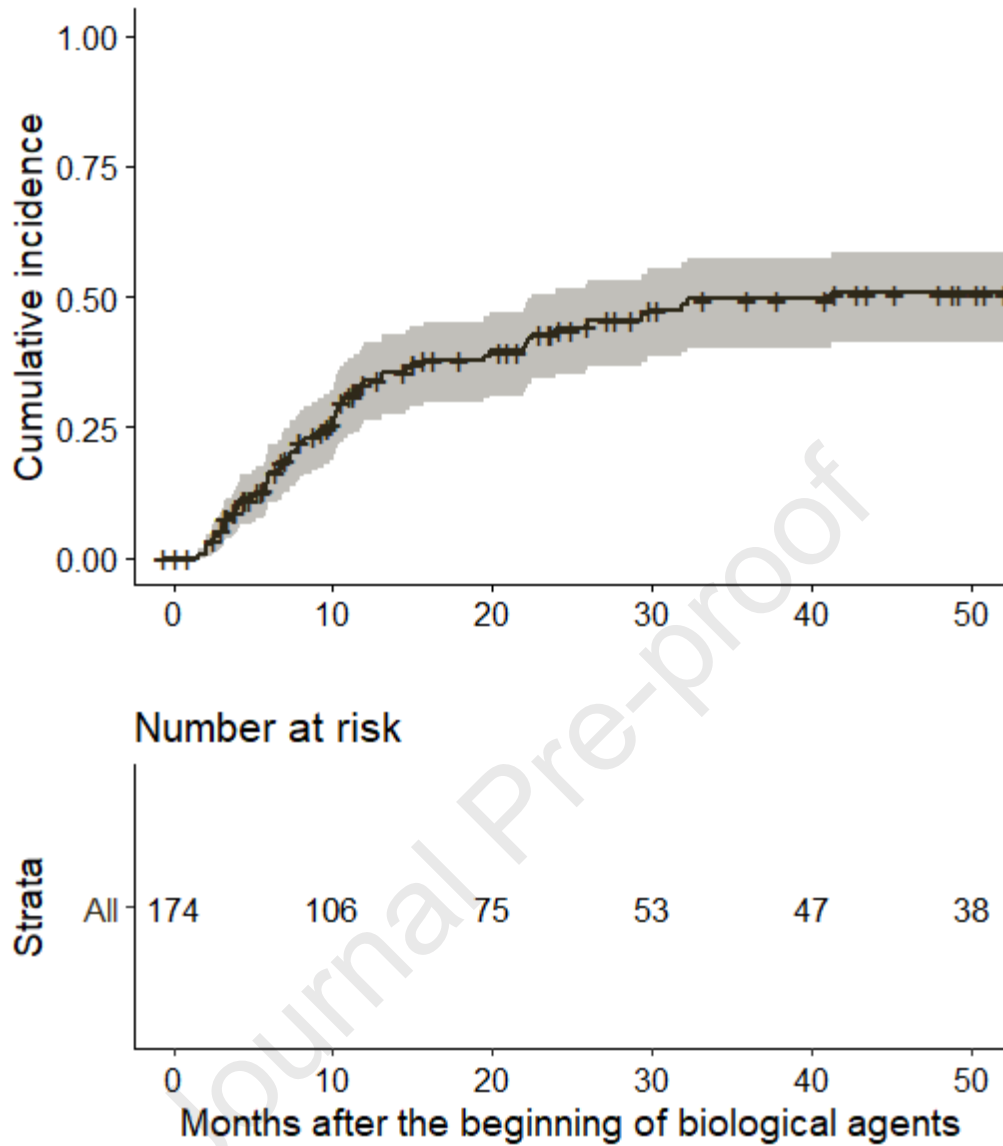 1.00
0.75
0.50
0.25
0.00
Cumulative incidence
0 10 20 30 40 50
Number at risk
Strata
All 174 106 75 53 47 38
0 10 20 30 40 50
Months after the beginning of biological agents
Journal Pre-proof